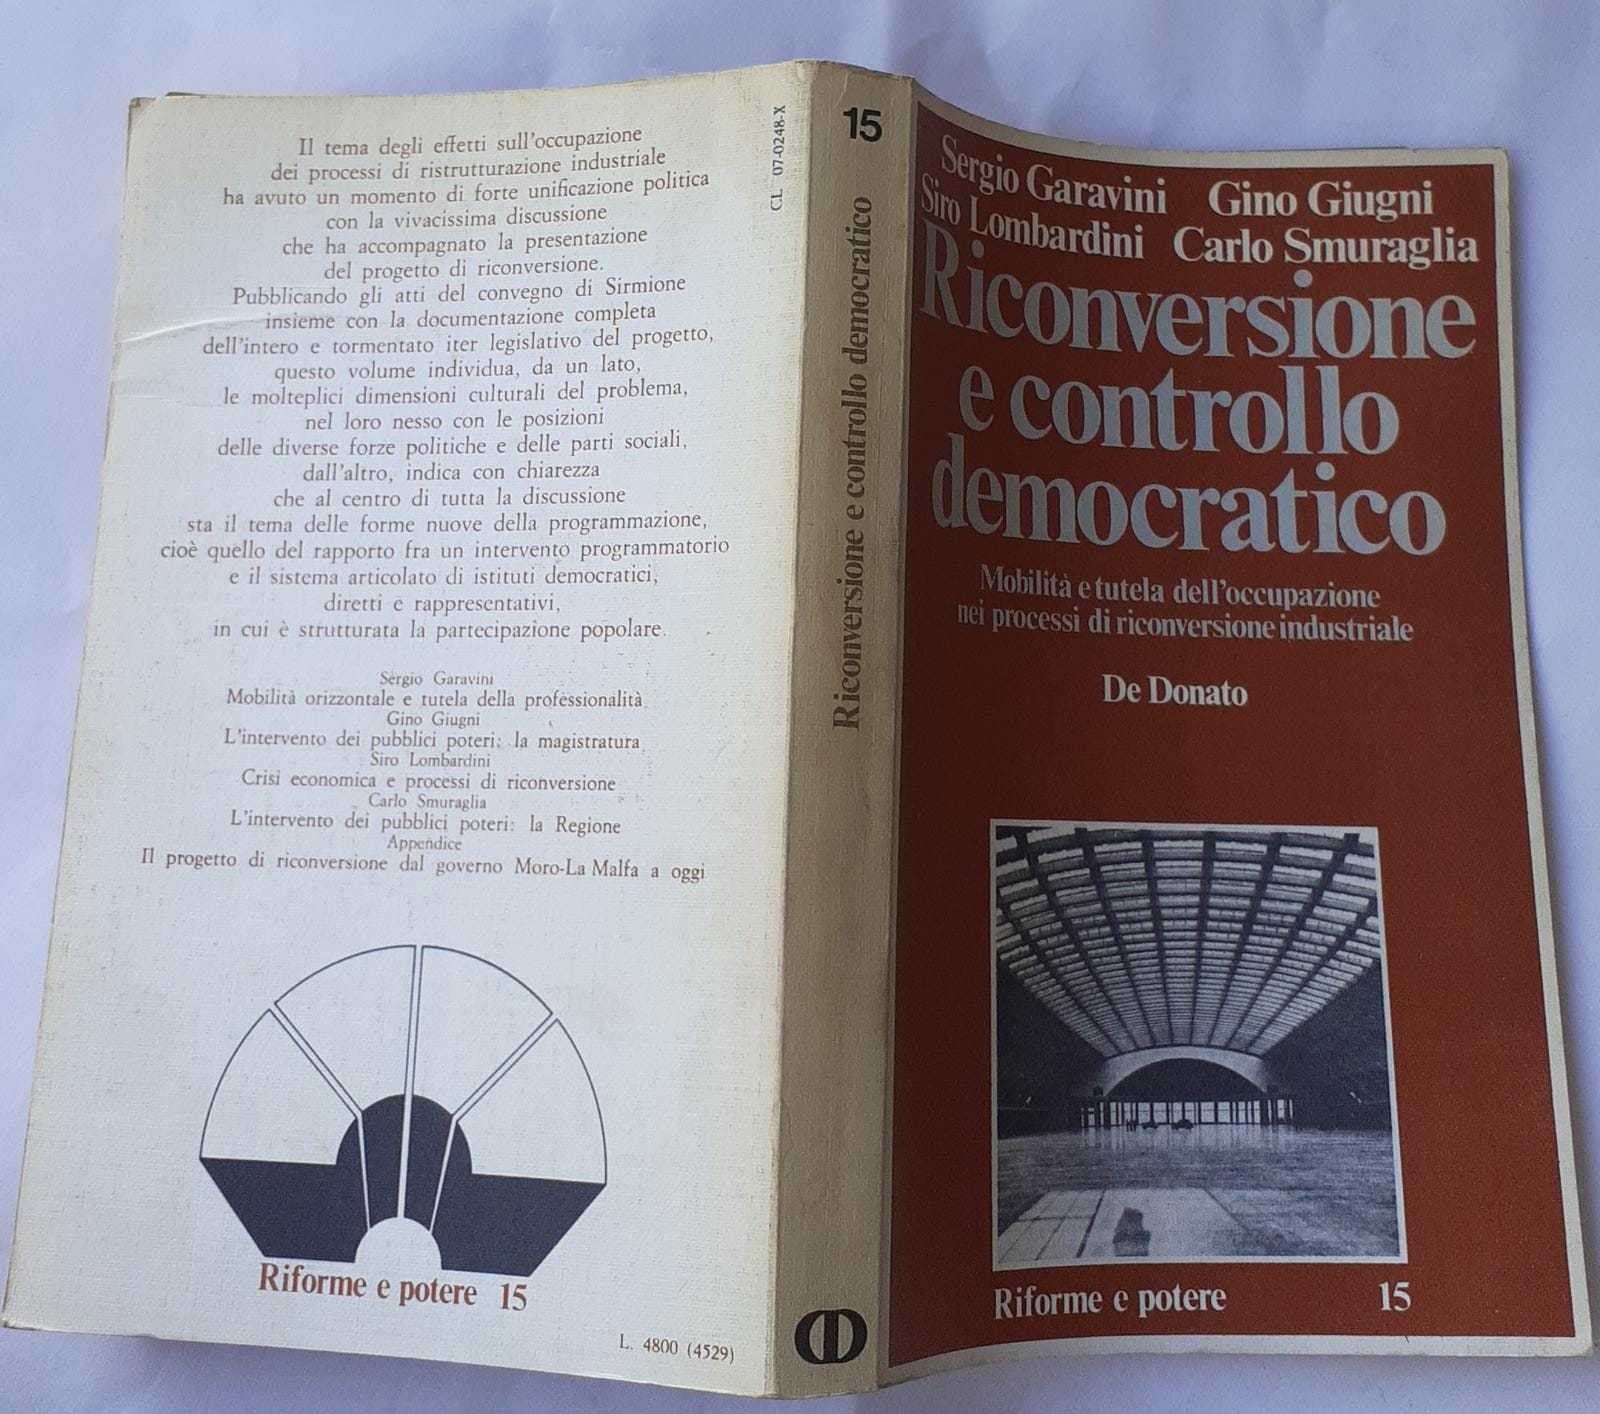 Il tema degli effetti sull'occupazione
dei processi di ristrutturazione industriale
ha avuto un momento di forte unificazione politica
con la vivacissima discussione
che ha accompagnato la presentazione
del progetto di riconversione.
Pubblicando gli atti del convegno di Sirmione
insieme con la documentazione completa
dell'intero e tormentato iter legislativo del progetto,
questo volume individua, da un lato,
le molteplici dimensioni culturali del problema,
nel loro nesso con le posizioni
delle diverse forze politiche e delle parti sociali,
dall'altro, indica con chiarezza
che al centro di tutta la discussione
sta il tema delle forme nuove della programmazione,
cioè quello del rapporto fra un intervento programmatorio
e il sistema articolato di istituti democratici,
diretti e rappresentativi,
in cui è strutturata la partecipazione popolare.
Sergio Garavini
Mobilità orizzontale e tutela della professionalità
Gino Giugni
L'intervento dei pubblici poteri: la magistratura
Siro Lombardini
Crisi economica e processi di riconversione
Carlo Smuraglia
L'intervento dei pubblici poteri: la Regione
Appendice
Il progetto di riconversione dal governo Moro-La Malfa a oggi
Riforme e potere 15
L. 4800 (4529)
CL 07-0248-X
15
Riconversione e controllo democratico
Sergio Garavini Gino Giugni
Siro Lombardini Carlo Smuraglia
Riconversione
e controllo
democratico
Mobilità e tutela dell'occupazione
nei processi di riconversione industriale
De Donato
Riforme e potere 15